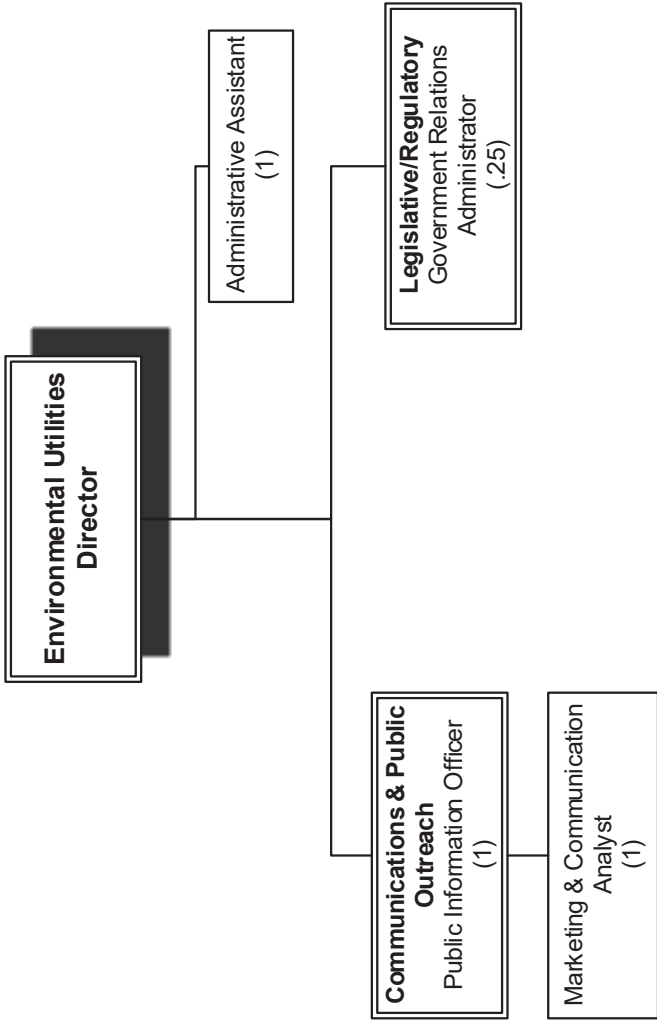 Environmental Utilities
Director
Administrative Assistant
(1)
Communications & Public
Outreach
Public Information Officer
(1)
Legislative/Regulatory
Government Relations
Administrator
(.25)
Marketing & Communication
Analyst
(1)